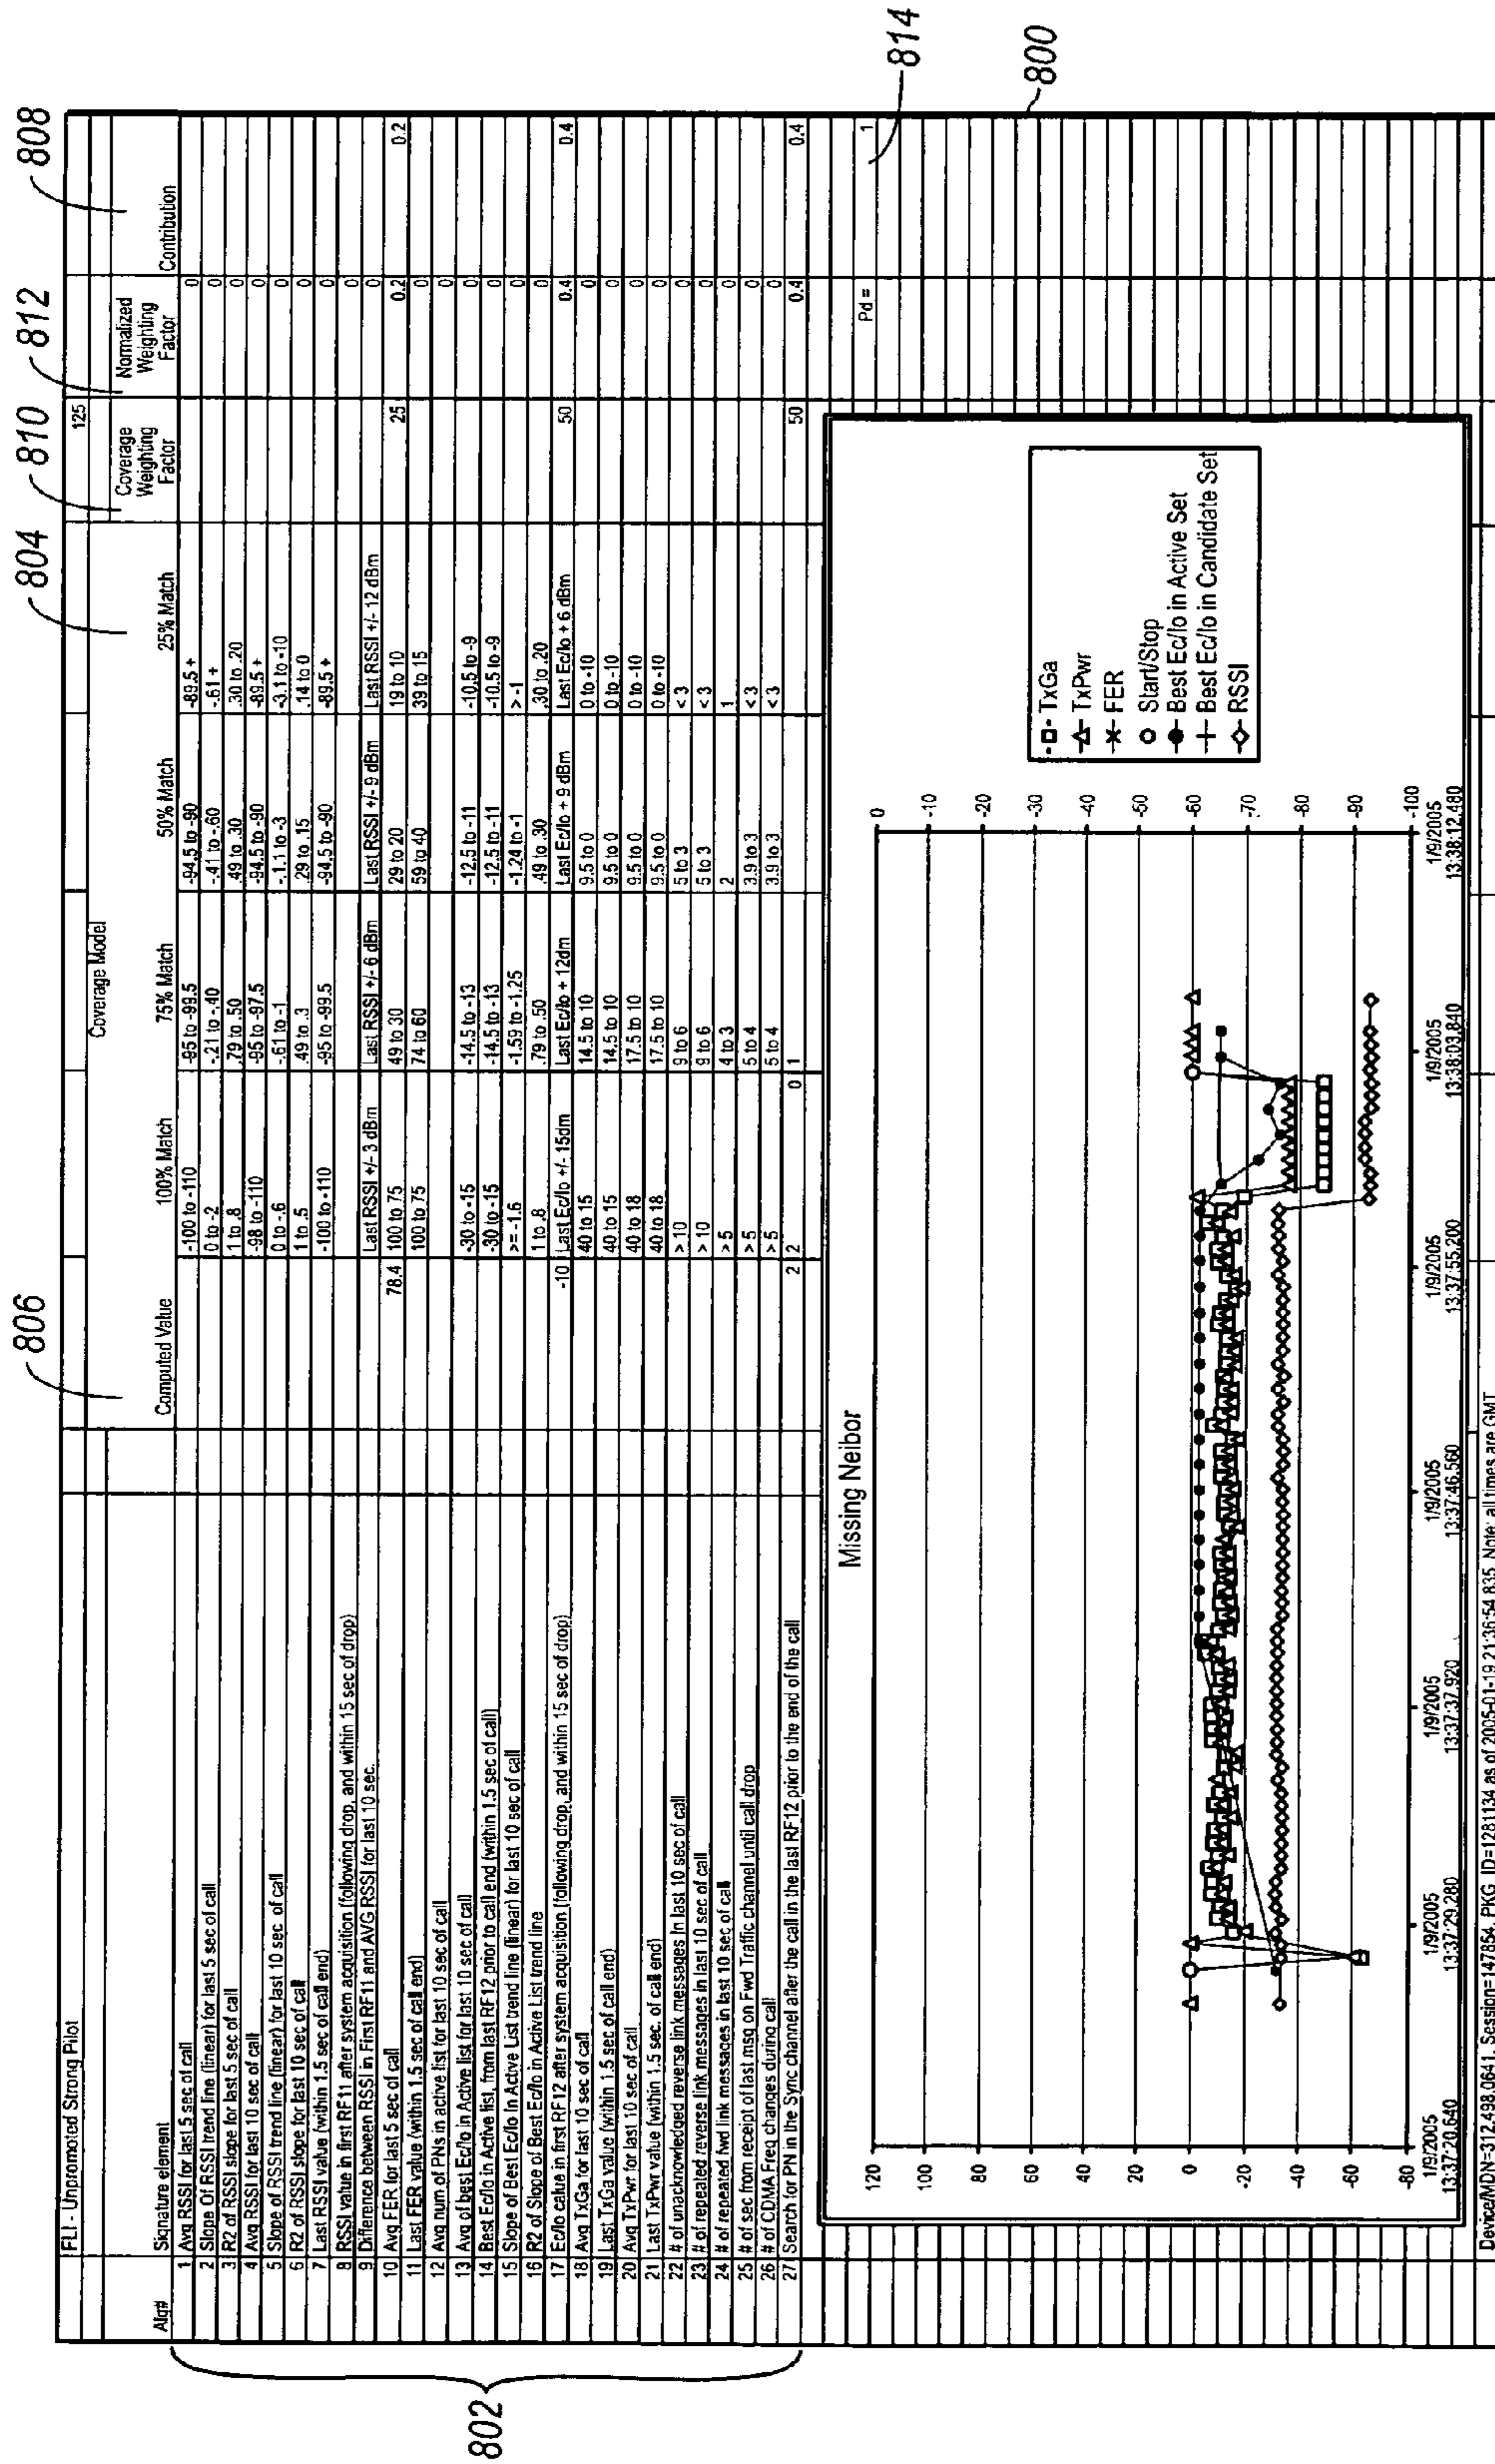 802
804
806
808
810
812
814
800
FLI - Unpromoted Strong Pilot 125
Coverage Model
Alg# Signature element Computed Value 100% Match 75% Match 50% Match 25% Match Coverage Weighting Factor Normalized Weighting Factor Contribution
1 Avg RSSI for last 5 sec of call -100 to -110 -95 to -99.5 -94.5 to -90 -89.5 + 0
2 Slope Of RSSI trend line (linear) for last 5 sec of call 0 to -2 -.21 to -.40 -.41 to -.60 -.61 + 0
3 R2 of RSSI slope for last 5 sec of call 1 to .8 .79 to .50 .49 to .30 .30 to .20 0
4 Avg RSSI for last 10 sec of call -98 to -110 -95 to -97.5 -94.5 to -90 -89.5 + 0
5 Slope of RSSI trend line (linear) for last 10 sec of call 0 to -.6 -.61 to -1 -1.1 to -3 -3.1 to -10 0
6 R2 of RSSI slope for last 10 sec of call 1 to .5 .49 to .3 .29 to .15 .14 to 0 0
7 Last RSSI value (within 1.5 sec of call end) -100 to -110 -95 to -99.5 -94.5 to -90 -89.5 + 0
8 RSSI value in first RF11 after system acquisition (following drop, and within 15 sec of drop) 0
9 Difference between RSSI in First RF11 and AVG RSSI for last 10 sec. Last RSSI +/- 3 dBm Last RSSI +/- 6 dBm Last RSSI +/- 9 dBm Last RSSI +/- 12 dBm 0
10 Avg FER for last 5 sec of call 78.4 100 to 75 49 to 30 29 to 20 19 to 10 25 0.2 0.2
11 Last FER value (within 1.5 sec of call end) 100 to 75 74 to 60 59 to 40 39 to 15 0
12 Avg num of PNs in active list for last 10 sec of call 0
13 Avg of best Ec/Io in Active list for last 10 sec of call -30 to -15 -14.5 to -13 -12.5 to -11 -10.5 to -9 0
14 Best Ec/Io in Active list, from last RF12 prior to call end (within 1.5 sec of call) -30 to -15 -14.5 to -13 -12.5 to -11 -10.5 to -9 0
15 Slope of Best Ec/Io in Active List trend line (linear) for last 10 sec of call >= -1.6 -1.59 to -1.25 -1.24 to -1 > -1 0
16 R2 of Slope of Best Ec/Io in Active List trend line 1 to .8 .79 to .50 .49 to .30 .30 to .20 0
17 Ec/Io calue in first RF12 after system acquisition (following drop, and within 15 sec of drop) -10 Last Ec/Io +/- 15dm Last Ec/Io + 12dm Last Ec/Io + 9 dBm Last Ec/Io + 6 dBm 50 0.4 0.4
18 Avg TxGa for last 10 sec of call 40 to 15 14.5 to 10 9.5 to 0 0 to -10 0
19 Last TxGa value (within 1.5 sec of call end) 40 to 15 14.5 to 10 9.5 to 0 0 to -10 0
20 Avg TxPwr for last 10 sec of call 40 to 18 17.5 to 10 9.5 to 0 0 to -10 0
21 Last TxPwr value (within 1.5 sec. of call end) 40 to 18 17.5 to 10 9.5 to 0 0 to -10 0
22 # of unacknowledged reverse link messages in last 10 sec of call > 10 9 to 6 5 to 3 < 3 0
23 # of repeated reverse link messages in last 10 sec of call > 10 9 to 6 5 to 3 < 3 0
24 # of repeated fwd link messages in last 10 sec of call > 5 4 to 3 2 1 0
25 # of sec from receipt of last msg on Fwd Traffic channel until call drop > 5 5 to 4 3.9 to 3 < 3 0
26 # of CDMA Freq changes during call > 5 5 to 4 3.9 to 3 < 3 0
27 Search for PN in the Sync channel after the call in the last RF12 prior to the end of the call 2 2 0 1 50 0.4 0.4
Pd = 1
Missing Neibor
120
100
80
60
40
20
0
-20
-40
-60
-80
0
-10
-20
-30
-40
-50
-60
-70
-80
-90
-100
TxGa
TxPwr
FER
Start/Stop
Best Ec/Io in Active Set
Best Ec/Io in Candidate Set
RSSI
1/9/2005 1/9/2005 1/9/2005 1/9/2005 1/9/2005 1/9/2005 1/9/2005
13:37:20.640 13:37:29.280 13:37:37.920 13:37:46.560 13:37:55.200 13:38:03.840 13:38:12.480
Device/MDN=312.498.0641, Session=147854, PKG_ID=1281134 as of 2005-01-19 21:36:54.835 Note: all times are GMT